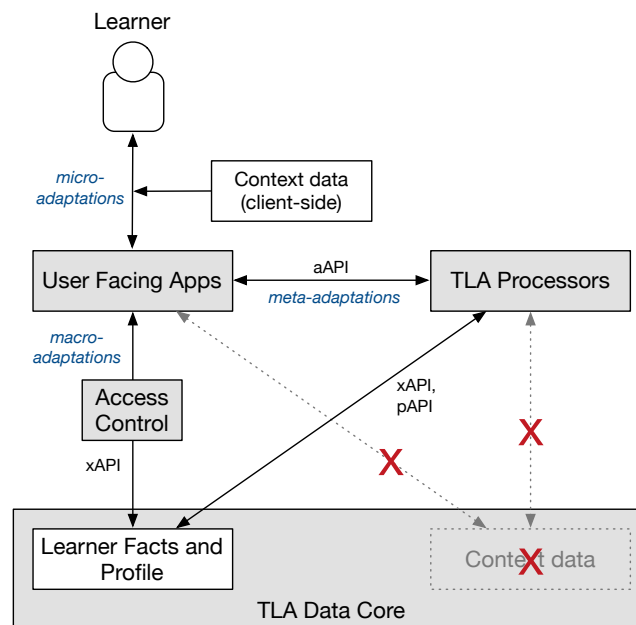 Learner
micro-
adaptations
Context data
(client-side)
User Facing Apps
aAPI
meta-adaptations
TLA Processors
macro-
adaptations
Access
Control
xAPI,
pAPI
xAPI
X
X
Learner Facts and
Profile
Context data
X
TLA Data Core